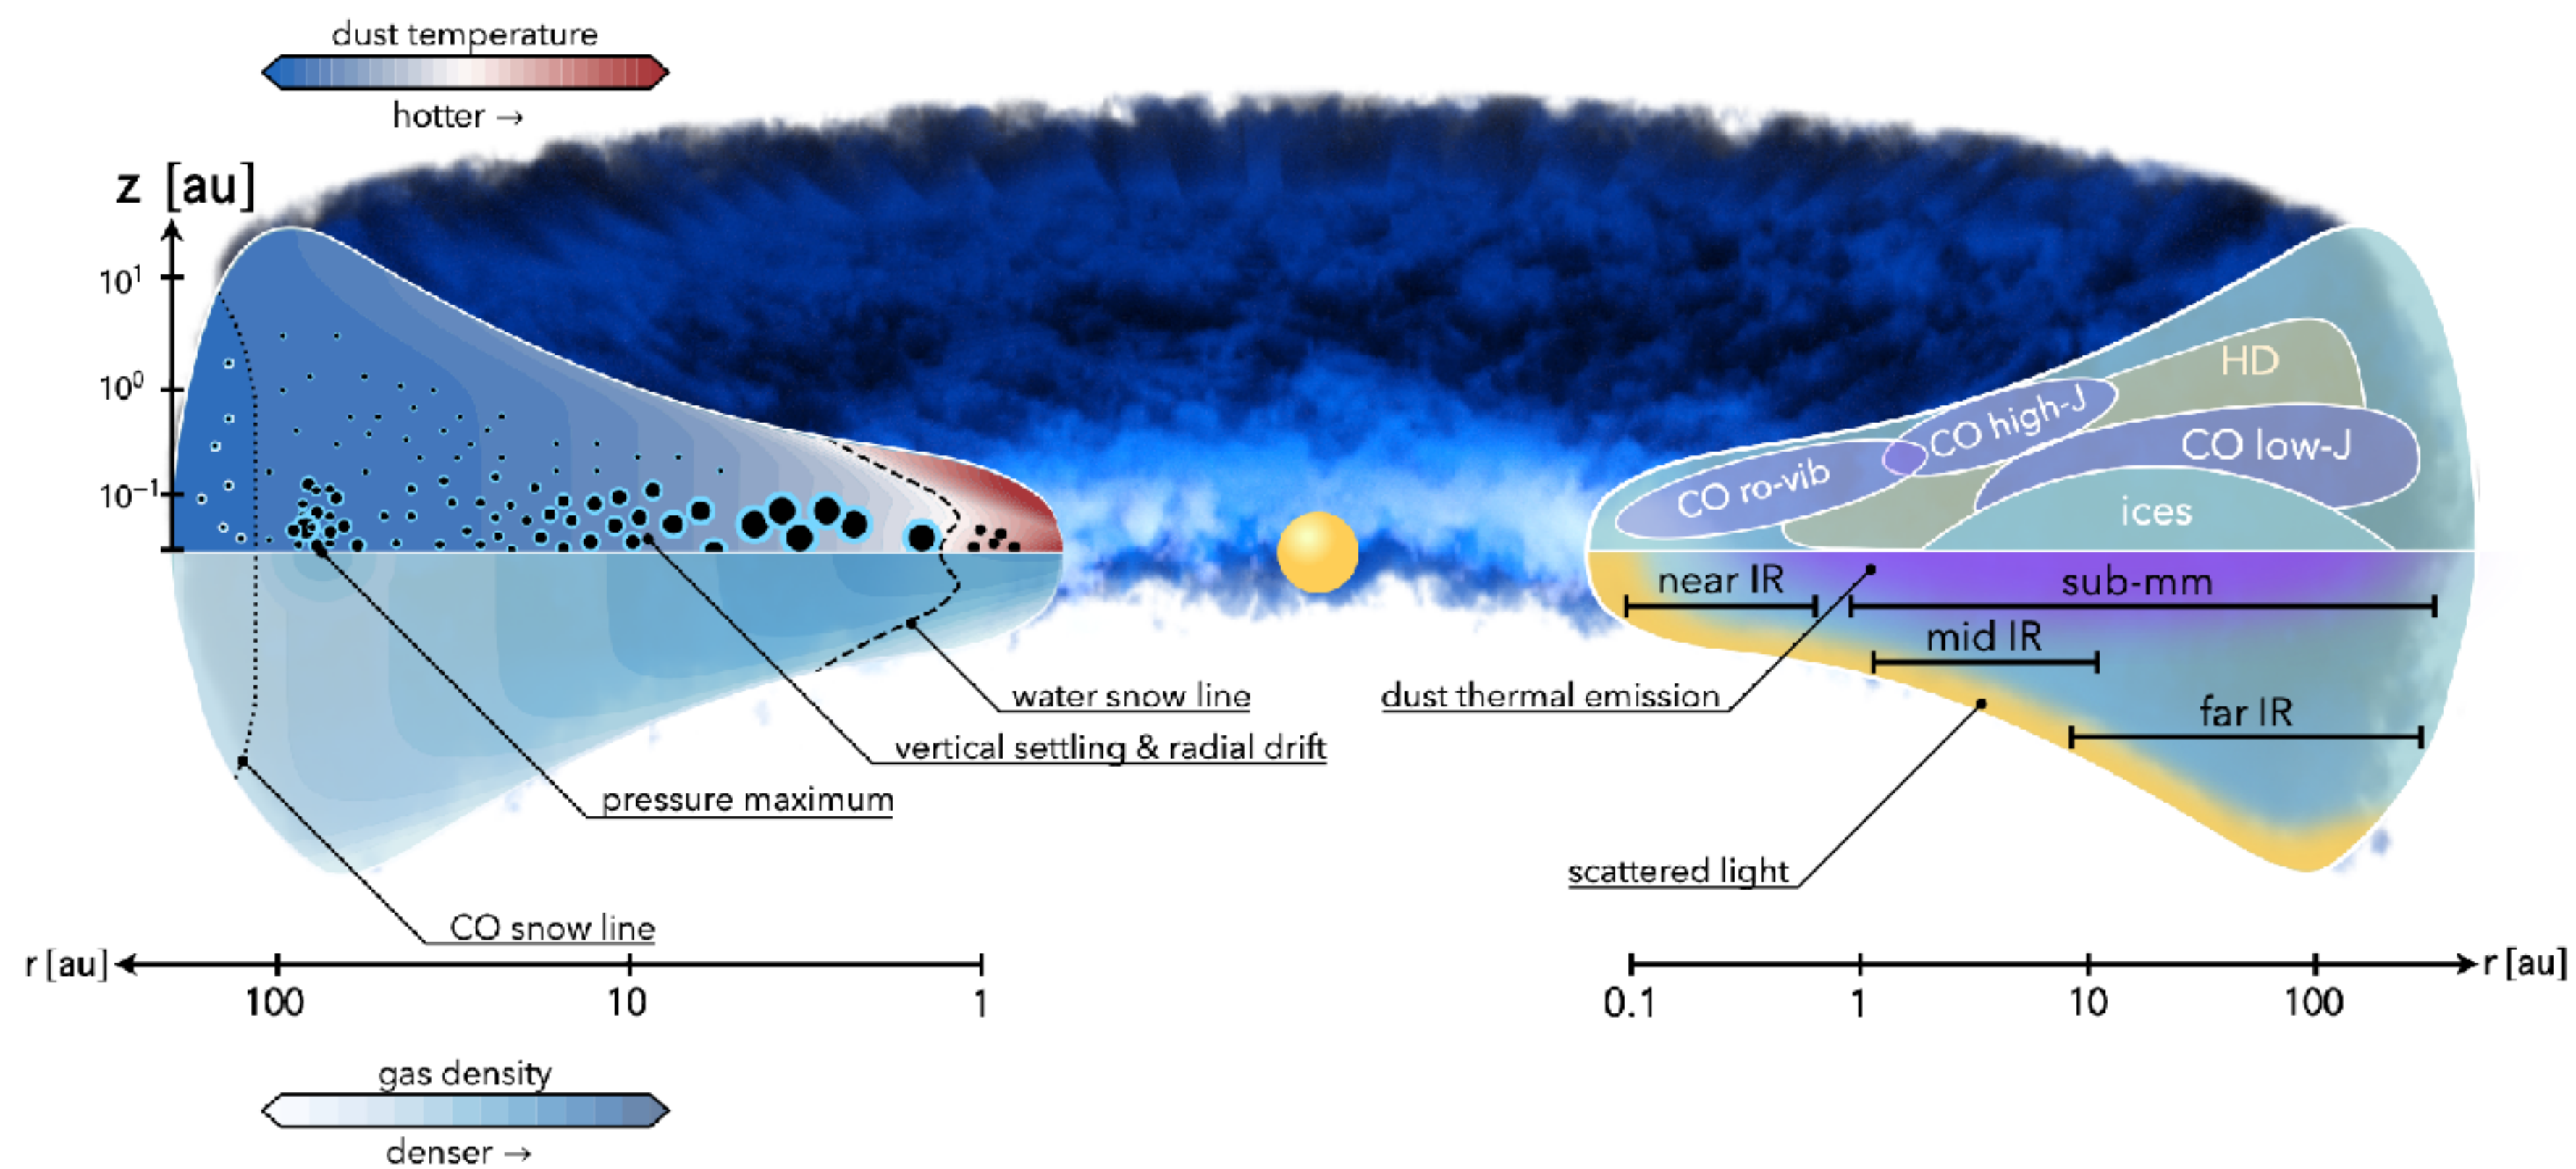 dust temperature
hotter →
z [au]
10¹
10⁰
10⁻¹
HD
CO high-J
CO low-J
CO ro-vib
ices
near IR
sub-mm
mid IR
far IR
water snow line
dust thermal emission
vertical settling & radial drift
pressure maximum
scattered light
CO snow line
r [au]
100
10
1
0.1
1
10
100
r [au]
gas density
denser →